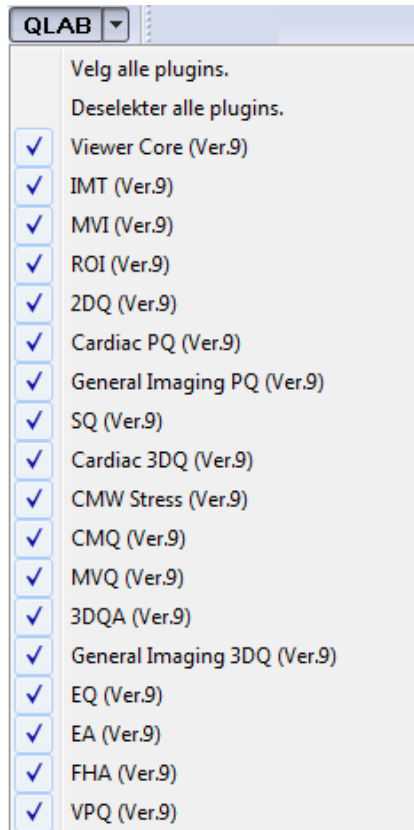 QLAB
Velg alle plugins.
Deselekter alle plugins.
Viewer Core (Ver.9)
IMT (Ver.9)
MVI (Ver.9)
ROI (Ver.9)
2DQ (Ver.9)
Cardiac PQ (Ver.9)
General Imaging PQ (Ver.9)
SQ (Ver.9)
Cardiac 3DQ (Ver.9)
CMW Stress (Ver.9)
CMQ (Ver.9)
MVQ (Ver.9)
3DQA (Ver.9)
General Imaging 3DQ (Ver.9)
EQ (Ver.9)
EA (Ver.9)
FHA (Ver.9)
VPQ (Ver.9)